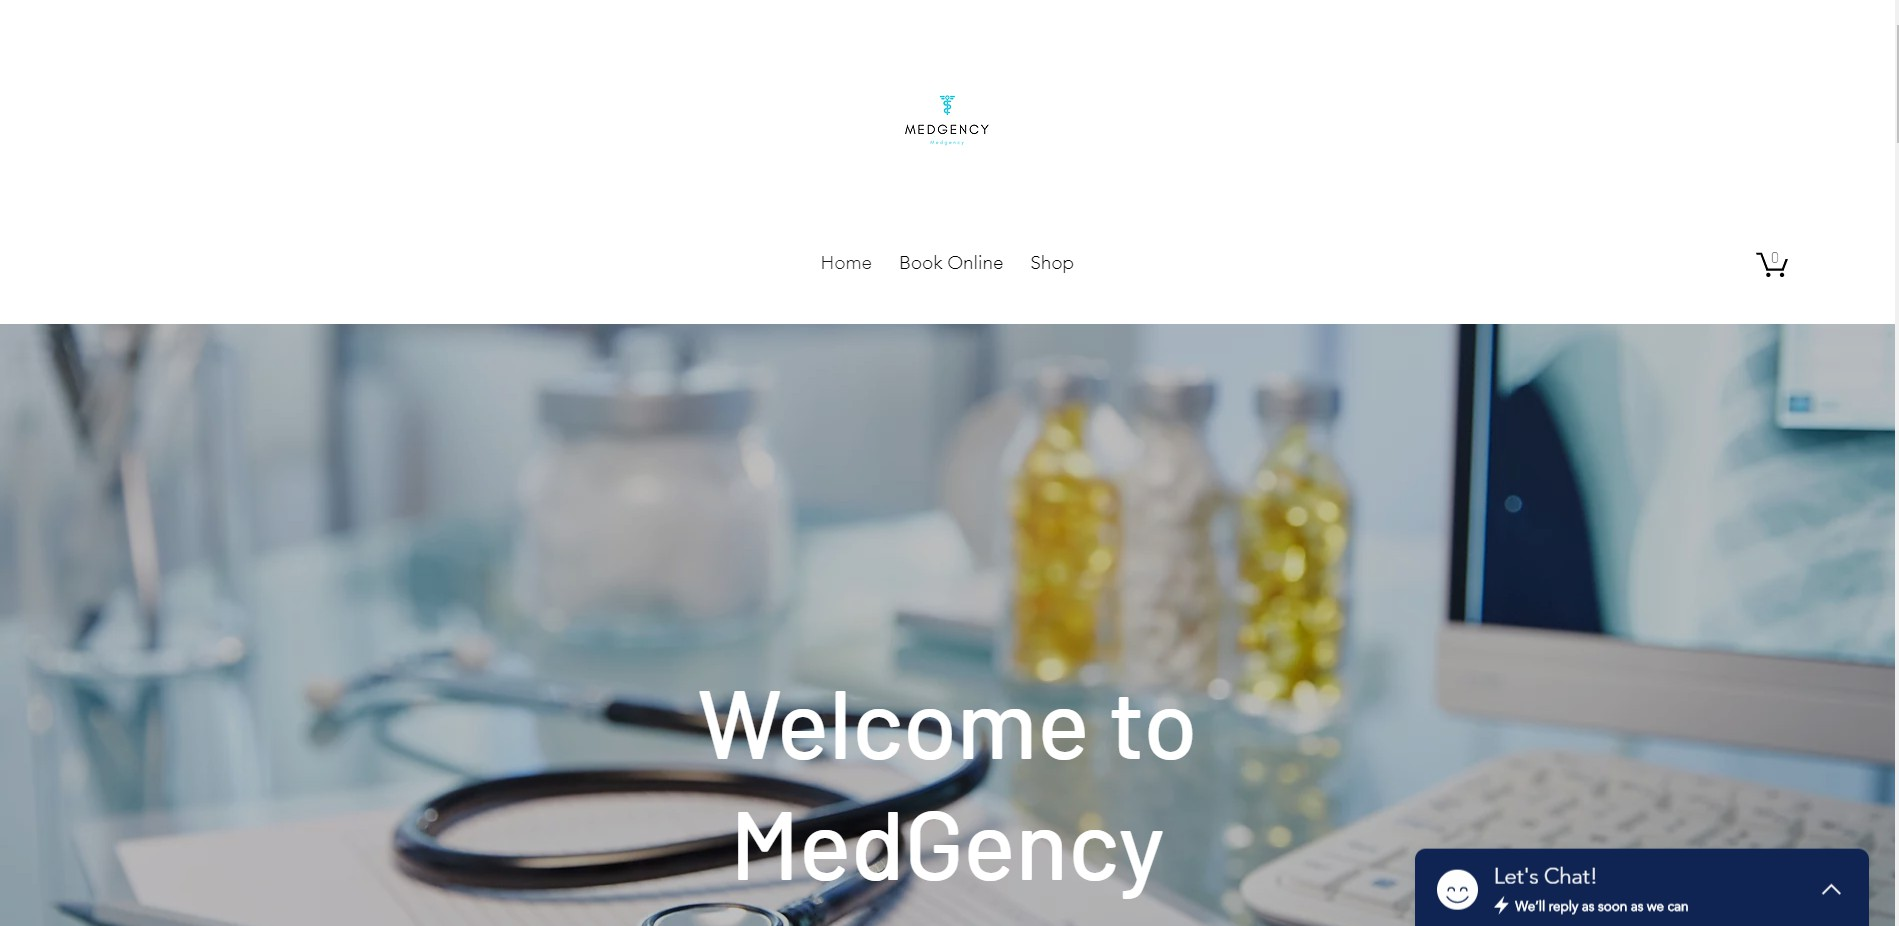 MEDGENCY
Medgency
Home Book Online Shop
0
Welcome to
MedGency
Let's Chat!
We'll reply as soon as we can